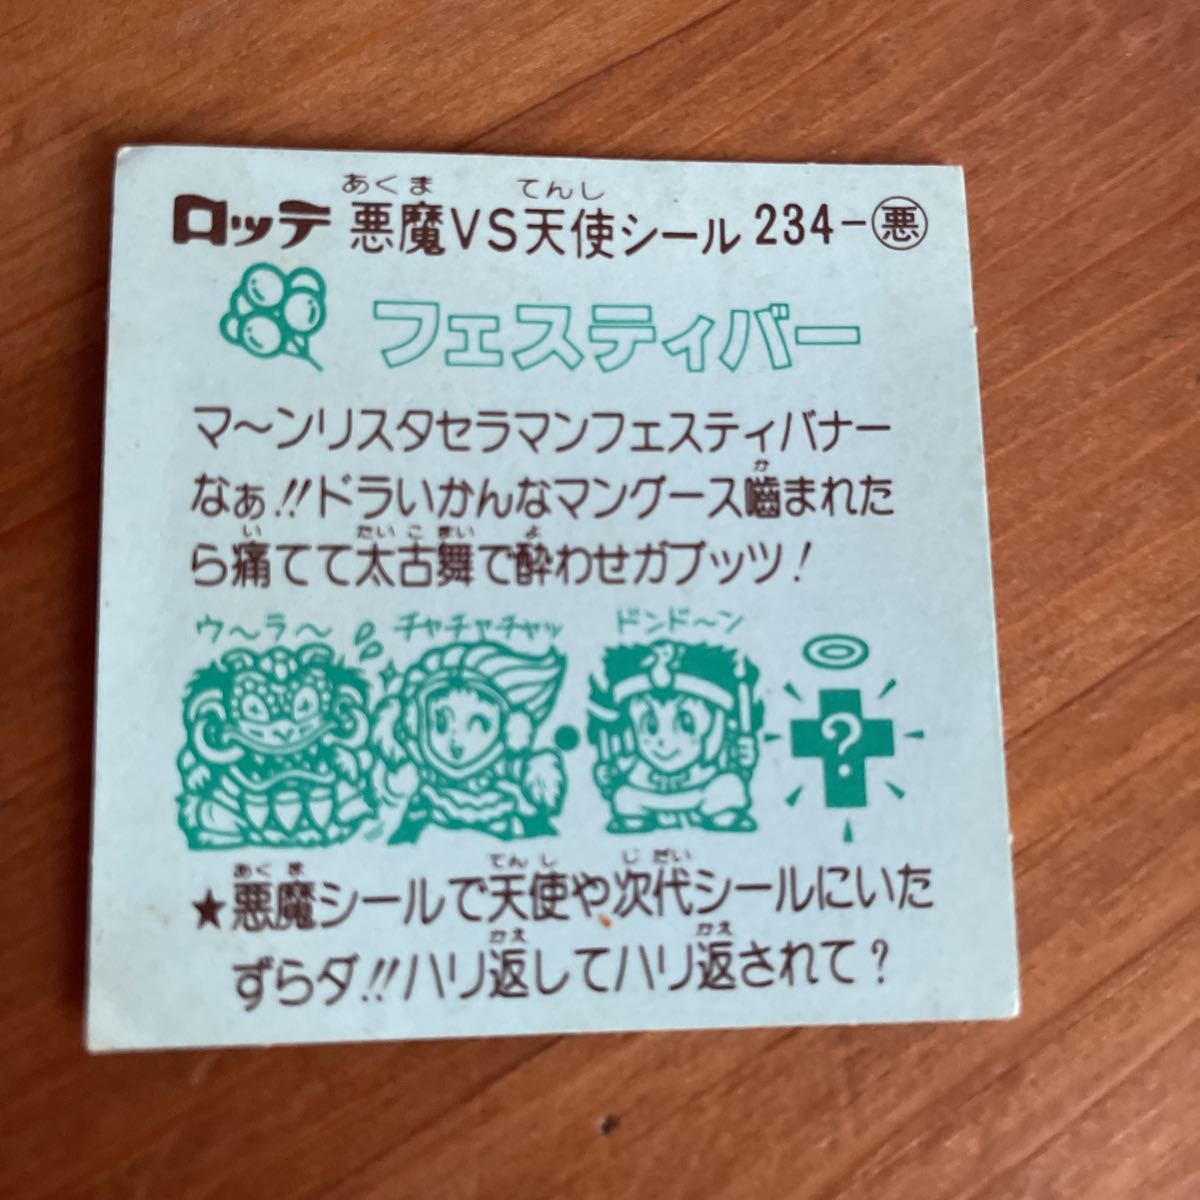 あくま てんし
ロッテ 悪魔VS天使シール 234-悪
フェスティバー
マ〜ンリスタセラマンフェスティバナー
か
なぁ!!ドラいかんなマングース嚙まれた
い たいこまい よ
ら痛てて太古舞で酔わせガブッツ!
ウ〜ラ〜 チャチャチャッ ドンド〜ン
?
あくま てんし じだい
★悪魔シールで天使や次代シールにいた
かえ かえ
ずらダ!!ハリ返してハリ返されて?